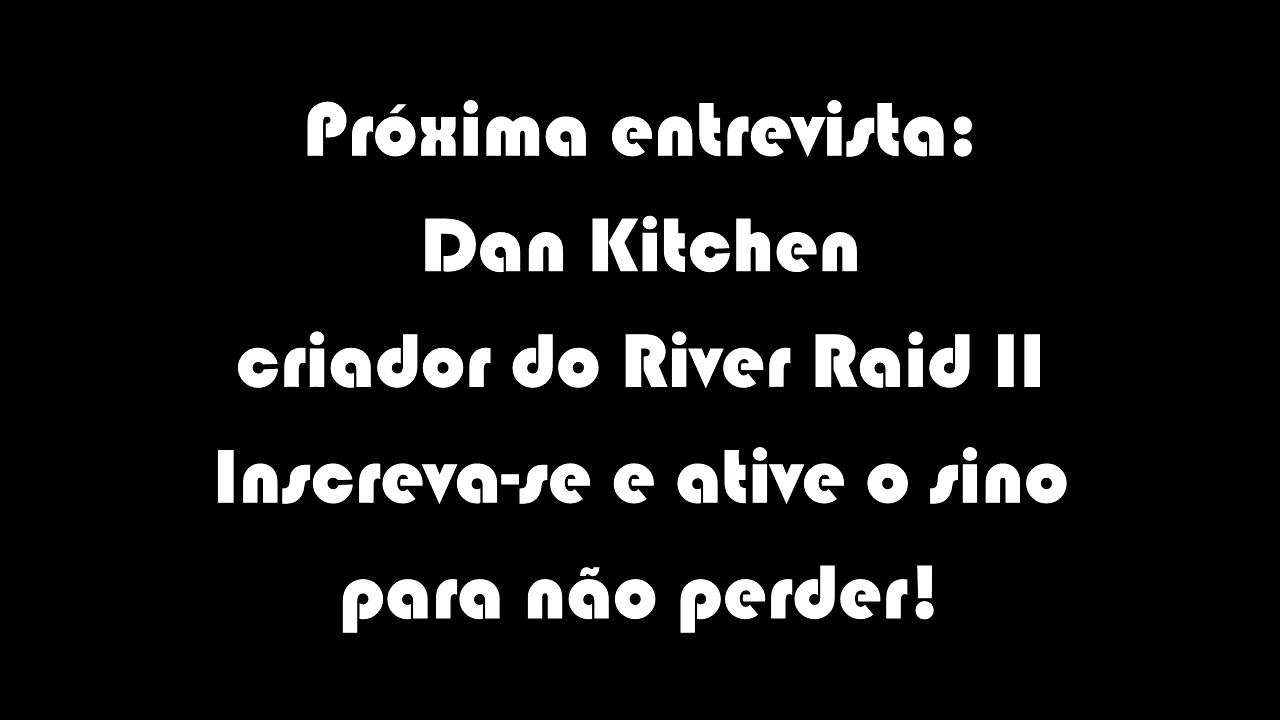 Próxima entrevista:
Dan Kitchen
criador do River Raid II
Inscreva-se e ative o sino
para não perder!